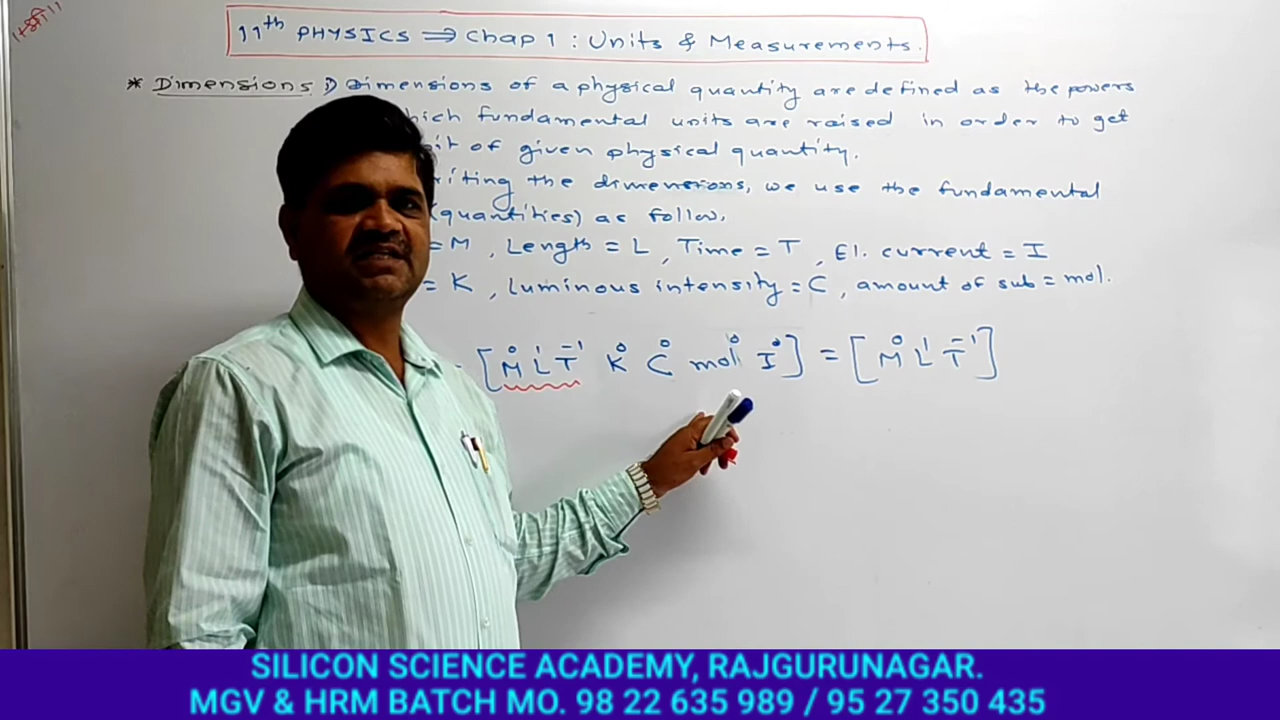 ।।श्री।।
11th PHYSICS ⇒ Chap 1 : Units & Measurements.
* Dimensions :) Dimensions of a physical quantity are defined as the powers
which fundamental units are raised in order to get
of given physical quantity.
the dimensions, we use the fundamental
(quantities) as follow.
= M , Length = L , Time = T , El. current = I
= K , Luminous intensity = C , amount of sub = mol.
[M⁰ L¹ T⁻¹ K⁰ C⁰ mol⁰ I⁰] = [M⁰ L¹ T⁻¹]
SILICON SCIENCE ACADEMY, RAJGURUNAGAR.
MGV & HRM BATCH MO. 98 22 635 989 / 95 27 350 435